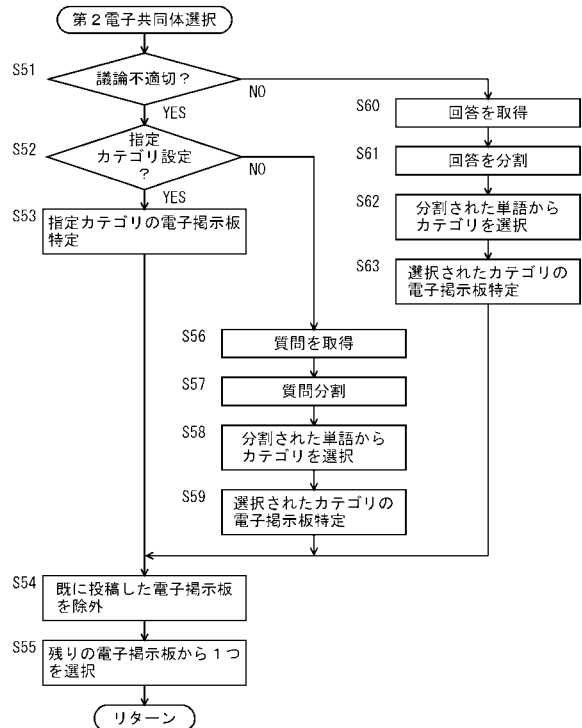 第２電子共同体選択
S51
議論不適切？
NO
YES
S52
指定
カテゴリ設定
？
NO
YES
S53
指定カテゴリの電子掲示板
特定
S60
回答を取得
S61
回答を分割
S62
分割された単語から
カテゴリを選択
S63
選択されたカテゴリの
電子掲示板特定
S56
質問を取得
S57
質問分割
S58
分割された単語から
カテゴリを選択
S59
選択されたカテゴリの
電子掲示板特定
S54
既に投稿した電子掲示板
を除外
S55
残りの電子掲示板から１つ
を選択
リターン